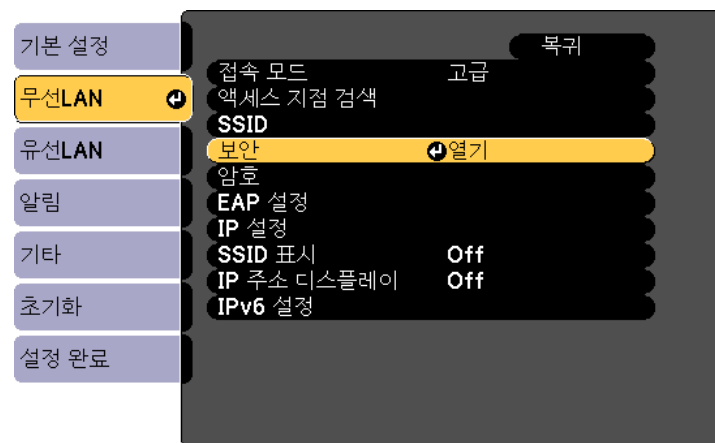 기본 설정
무선LAN
유선LAN
알림
기타
초기화
설정 완료
복귀
접속 모드 고급
액세스 지점 검색
SSID
보안 열기
암호
EAP 설정
IP 설정
SSID 표시 Off
IP 주소 디스플레이 Off
IPv6 설정